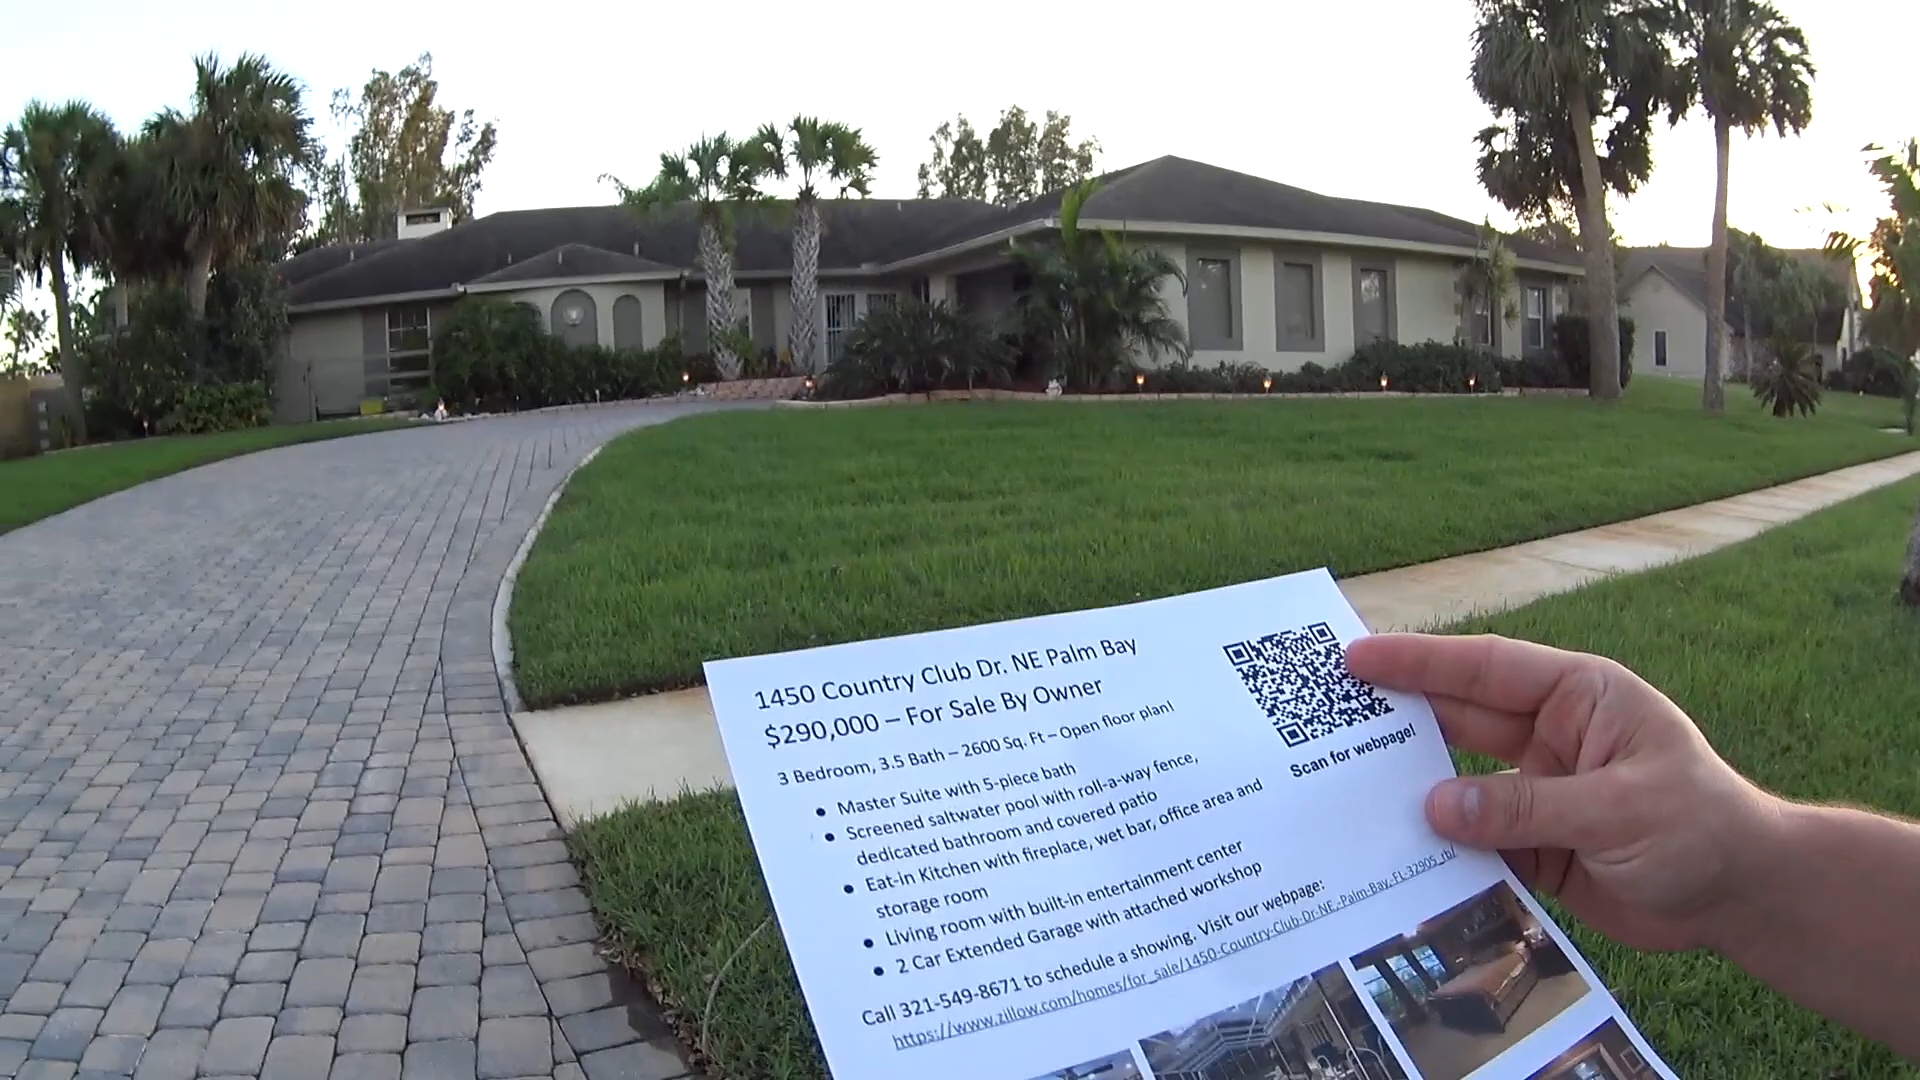 1450 Country Club Dr. NE Palm Bay
$290,000 – For Sale By Owner
3 Bedroom, 3.5 Bath – 2600 Sq. Ft – Open floor plan!
• Master Suite with 5-piece bath
• Screened saltwater pool with roll-a-way fence,
dedicated bathroom and covered patio
• Eat-in Kitchen with fireplace, wet bar, office area and
storage room
• Living room with built-in entertainment center
• 2 Car Extended Garage with attached workshop
Call 321-549-8671 to schedule a showing. Visit our webpage:
https://www.zillow.com/homes/for_sale/1450-Country-Club-Dr-NE,-Palm-Bay,-FL-32905_rb/
Scan for webpage!